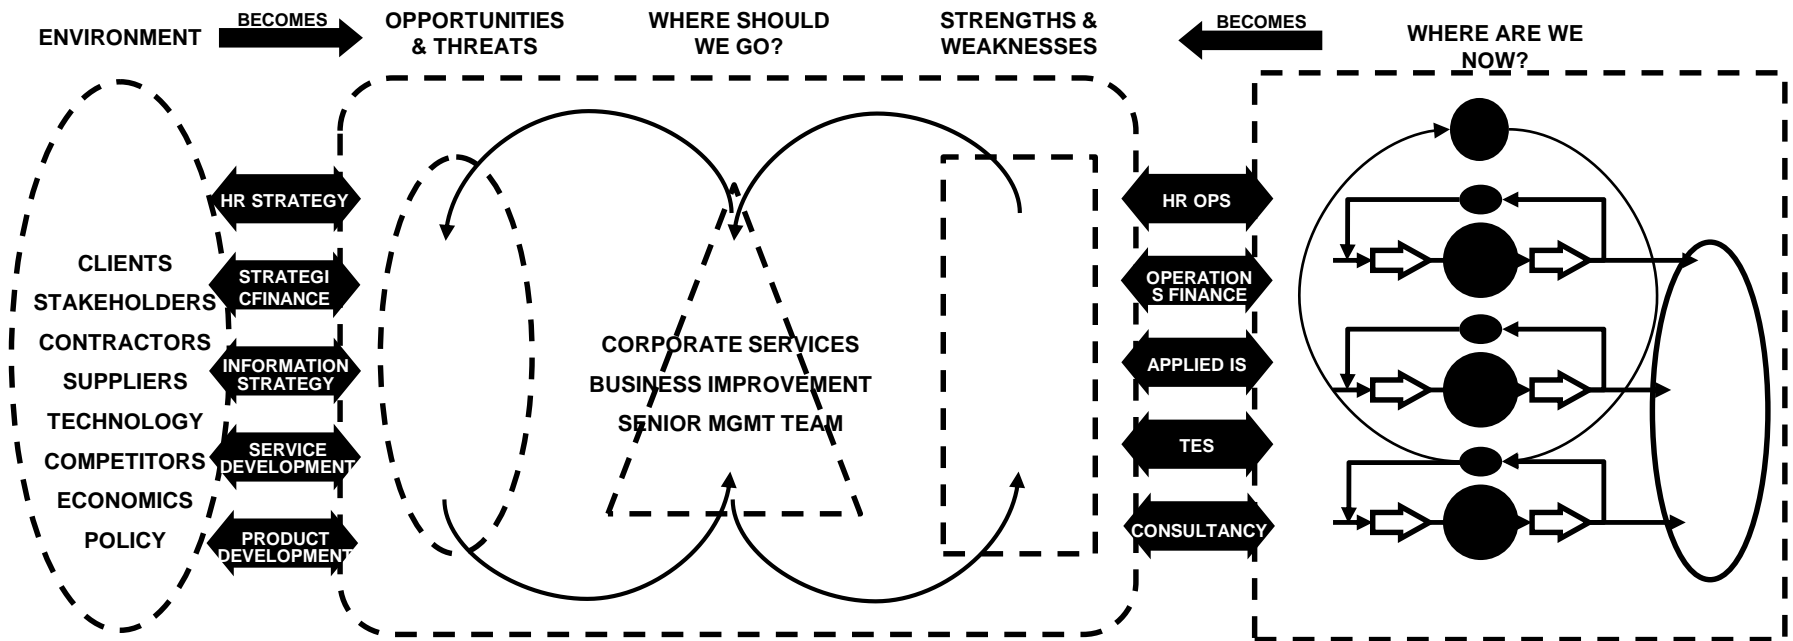 ENVIRONMENT
BECOMES
OPPORTUNITIES
& THREATS
WHERE SHOULD
WE GO?
STRENGTHS &
WEAKNESSES
BECOMES
WHERE ARE WE
NOW?
CLIENTS
STAKEHOLDERS
CONTRACTORS
SUPPLIERS
TECHNOLOGY
COMPETITORS
ECONOMICS
POLICY
HR STRATEGY
STRATEGI
CFINANCE
INFORMATION
STRATEGY
SERVICE
DEVELOPMENT
PRODUCT
DEVELOPMENT
CORPORATE SERVICES
BUSINESS IMPROVEMENT
SENIOR MGMT TEAM
HR OPS
OPERATION
S FINANCE
APPLIED IS
TES
CONSULTANCY